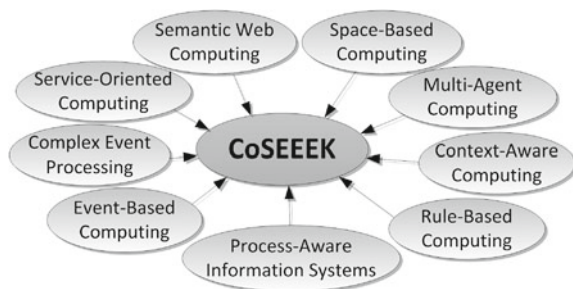 Semantic Web
Computing
Space-Based
Computing
Service-Oriented
Computing
Multi-Agent
Computing
CoSEEEK
Complex Event
Processing
Context-Aware
Computing
Event-Based
Computing
Rule-Based
Computing
Process-Aware
Information Systems